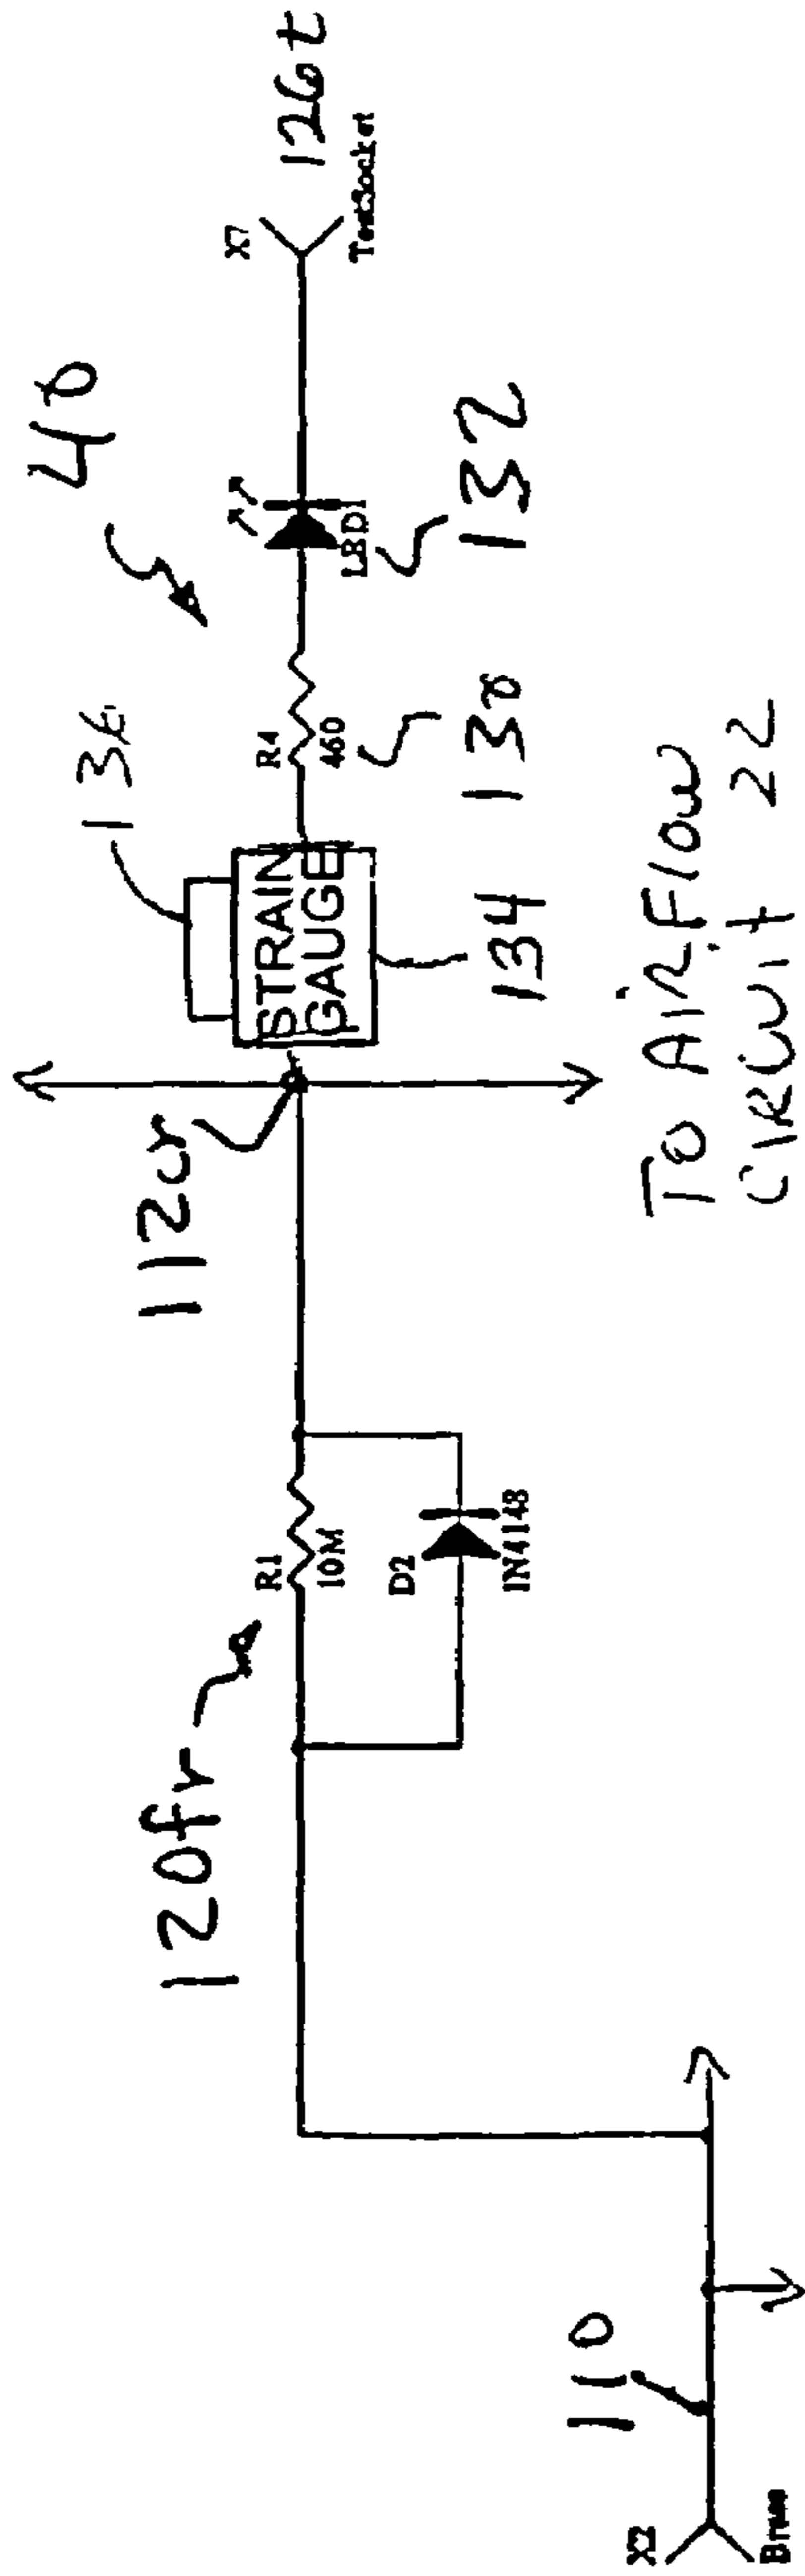 40
136
X7
126t
TestSocket
STRAIN
GAUGE
R4
460
LED1
134
130
132
112cr
TO AiRFlow
CIRCUit 22
120fr
R1
10M
D2
1N4148
110
X2
Brass